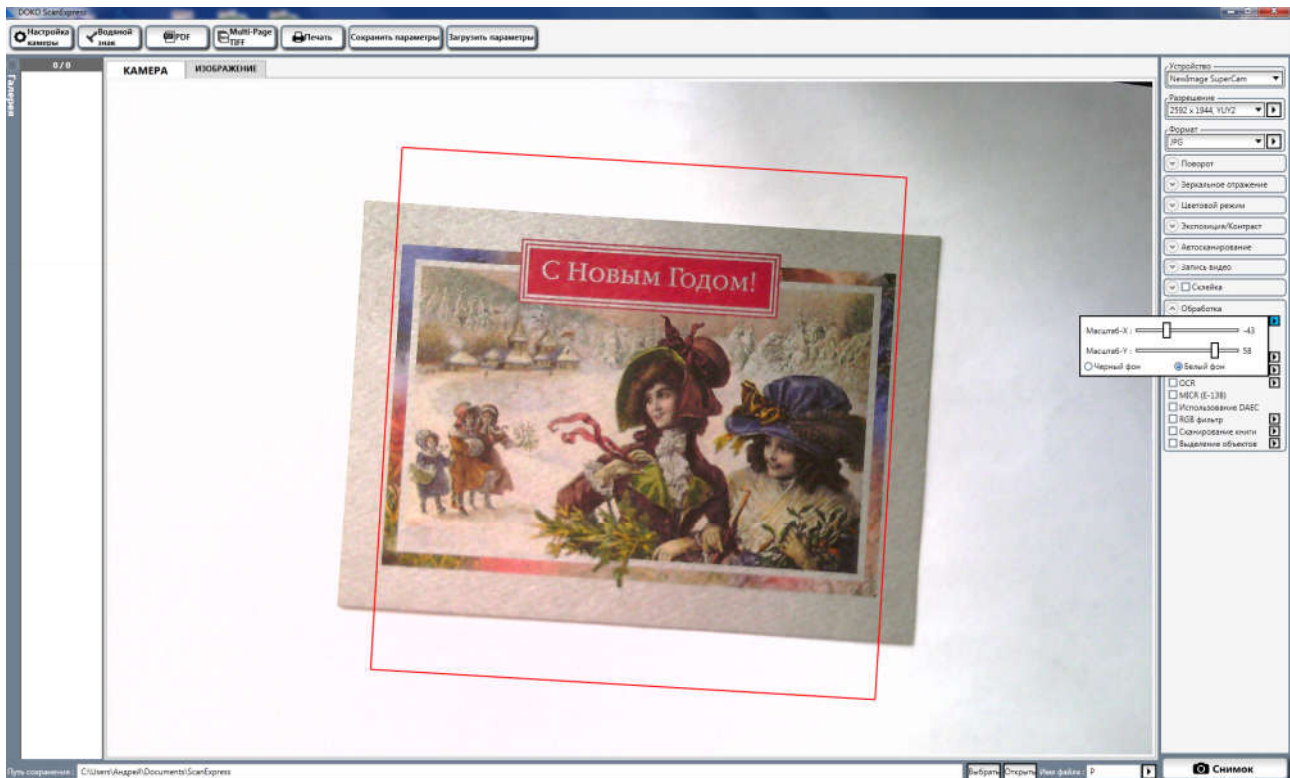 DOKO ScanExpress
Настройка камеры
Водяной знак
PDF
Multi-Page TIFF
Печать
Сохранить параметры
Загрузить параметры
Галерея
0/0
КАМЕРА
ИЗОБРАЖЕНИЕ
С Новым Годом!
Устройство
NewImage SuperCam
Разрешение
2592 x 1944, YUY2
Формат
JPG
Поворот
Зеркальное отражение
Цветовой режим
Экспозиция/Контраст
Автосканирование
Запись видео
Склейка
Обработка
Масштаб-X : -43
Масштаб-Y : 58
Черный фон Белый фон
OCR
MICR (E-13B)
Использование DAEC
RGB фильтр
Сканирование книги
Выделение объектов
Путь сохранения : C:\Users\Андрей\Documents\ScanExpress
Выбрать
Открыть
Имя файла : P
Снимок